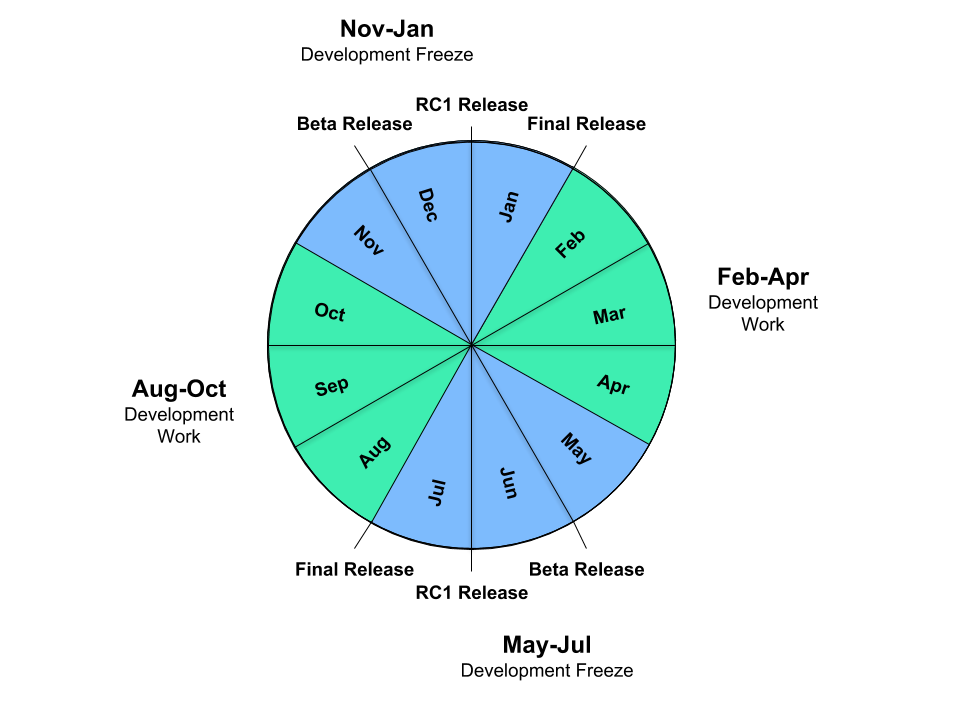 Nov-Jan
Development Freeze
RC1 Release
Beta Release
Final Release
Dec
Jan
Nov
Feb
Oct
Mar
Feb-Apr
Development
Work
Sep
Apr
Aug-Oct
Development
Work
Aug
May
Jul
Jun
Final Release
Beta Release
RC1 Release
May-Jul
Development Freeze